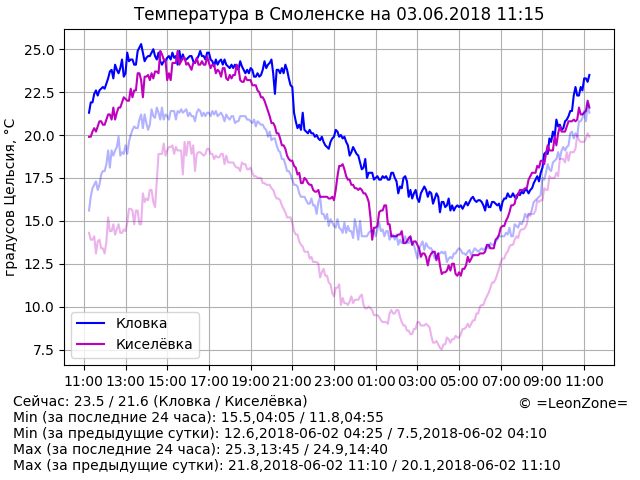 Температура в Смоленске на 03.06.2018 11:15
градусов Цельсия, °C
25.0
22.5
20.0
17.5
15.0
12.5
10.0
7.5
Кловка
Киселёвка
11:00 13:00 15:00 17:00 19:00 21:00 23:00 01:00 03:00 05:00 07:00 09:00 11:00
Сейчас: 23.5 / 21.6 (Кловка / Киселёвка)
© =LeonZone=
Min (за последние 24 часа): 15.5,04:05 / 11.8,04:55
Min (за предыдущие сутки): 12.6,2018-06-02 04:25 / 7.5,2018-06-02 04:10
Max (за последние 24 часа): 25.3,13:45 / 24.9,14:40
Max (за предыдущие сутки): 21.8,2018-06-02 11:10 / 20.1,2018-06-02 11:10